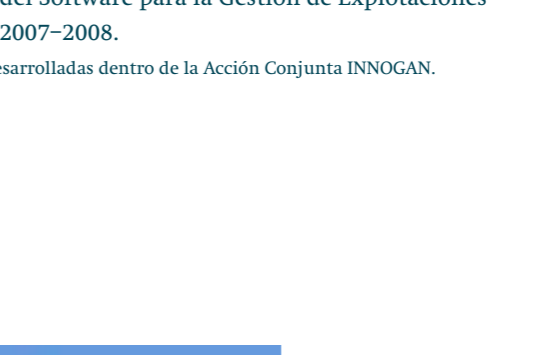 del Software para la Gestión de Explotaciones
2007–2008.
esarrolladas dentro de la Acción Conjunta INNOGAN.